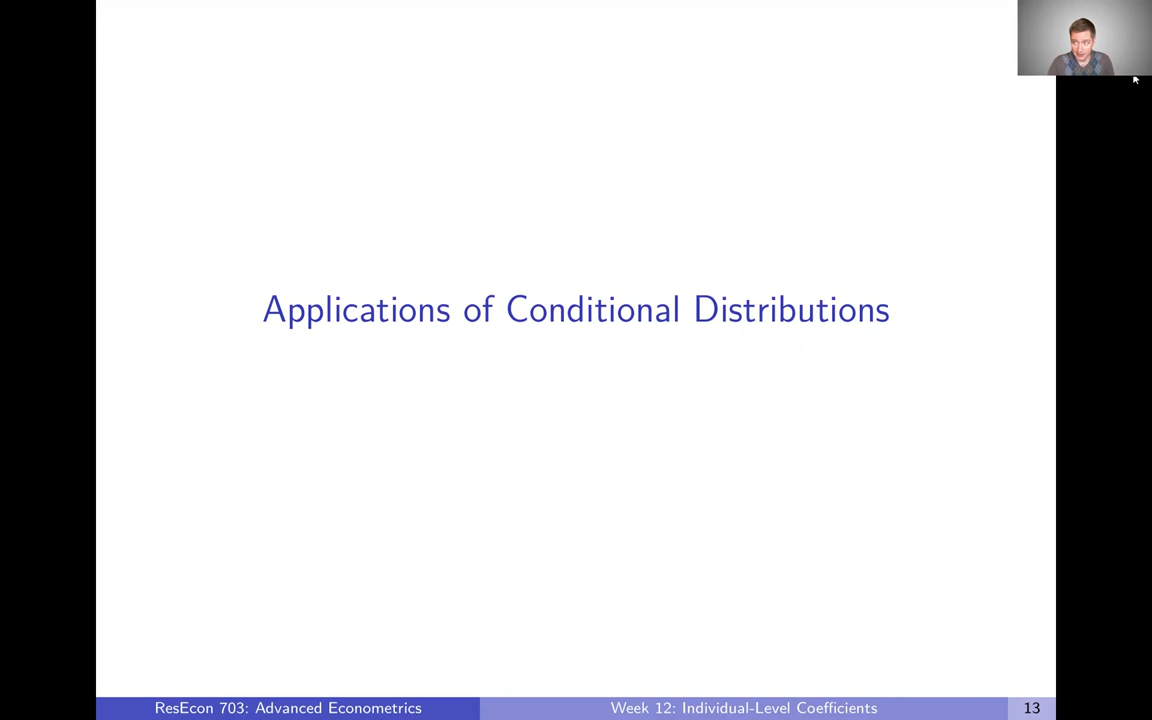 Applications of Conditional Distributions
ResEcon 703: Advanced Econometrics
Week 12: Individual-Level Coefficients
13